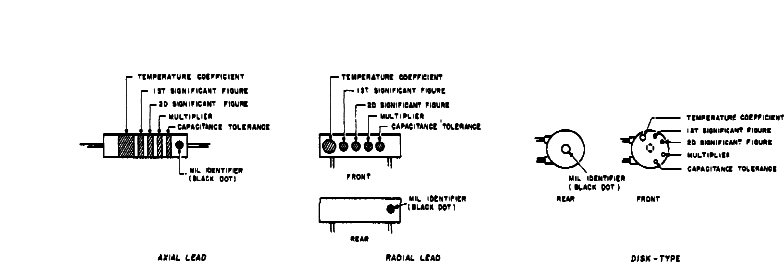 TEMPERATURE COEFFICIENT
1ST SIGNIFICANT FIGURE
2D SIGNIFICANT FIGURE
MULTIPLIER
CAPACITANCE TOLERANCE
MIL IDENTIFIER
(BLACK DOT)
AXIAL LEAD
TEMPERATURE COEFFICIENT
1ST SIGNIFICANT FIGURE
2D SIGNIFICANT FIGURE
MULTIPLIER
CAPACITANCE TOLERANCE
FRONT
MIL IDENTIFIER
(BLACK DOT)
REAR
RADIAL LEAD
MIL IDENTIFIER
(BLACK DOT)
REAR
TEMPERATURE COEFFICIENT
1ST SIGNIFICANT FIGURE
2D SIGNIFICANT FIGURE
MULTIPLIER
CAPACITANCE TOLERANCE
FRONT
DISK-TYPE